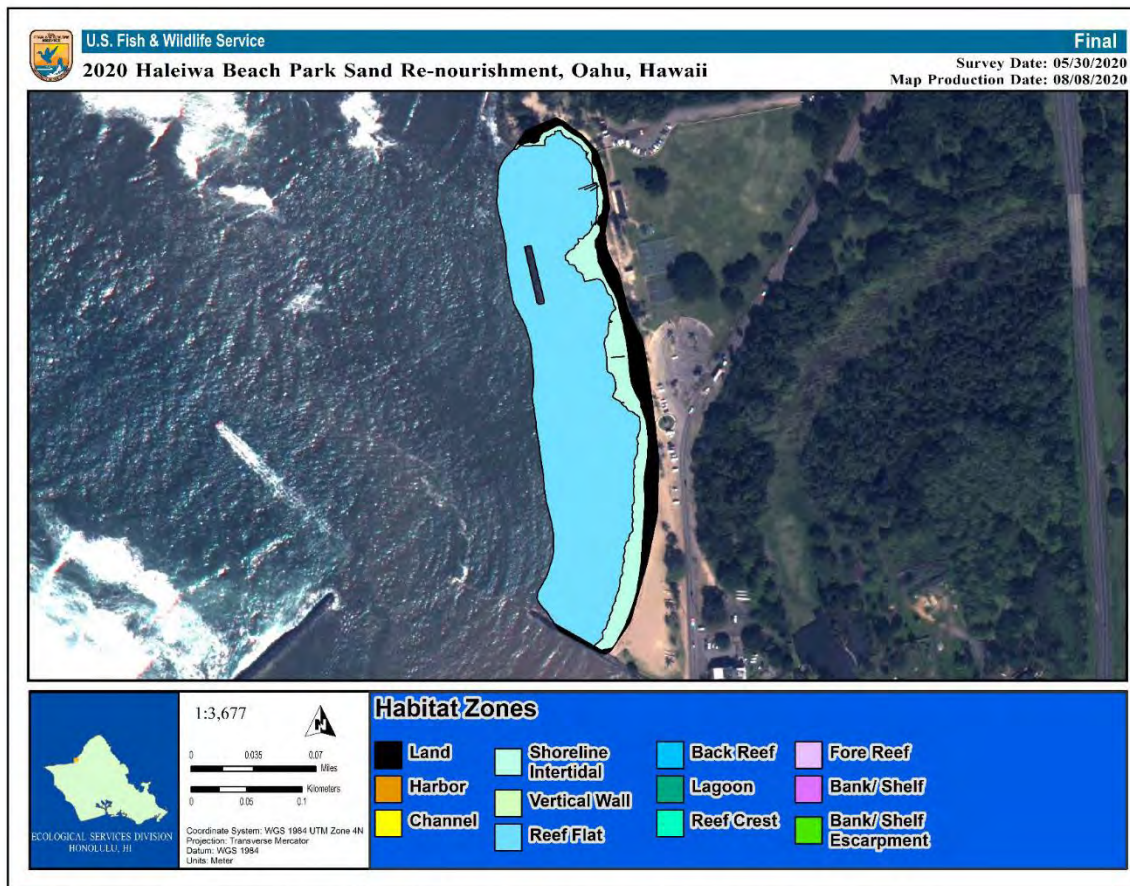 U.S. Fish & Wildlife Service
Final
2020 Haleiwa Beach Park Sand Re-nourishment, Oahu, Hawaii
Survey Date: 05/30/2020
Map Production Date: 08/08/2020
ECOLOGICAL SERVICES DIVISION
HONOLULU, HI
1:3,677
N
0 0.035 0.07
Miles
Kilometers
0 0.05 0.1
Coordinate System: WGS 1984 UTM Zone 4N
Projection: Transverse Mercator
Datum: WGS 1984
Units: Meter
Habitat Zones
Land
Harbor
Channel
Shoreline
Intertidal
Vertical Wall
Reef Flat
Back Reef
Lagoon
Reef Crest
Fore Reef
Bank/ Shelf
Bank/ Shelf
Escarpment